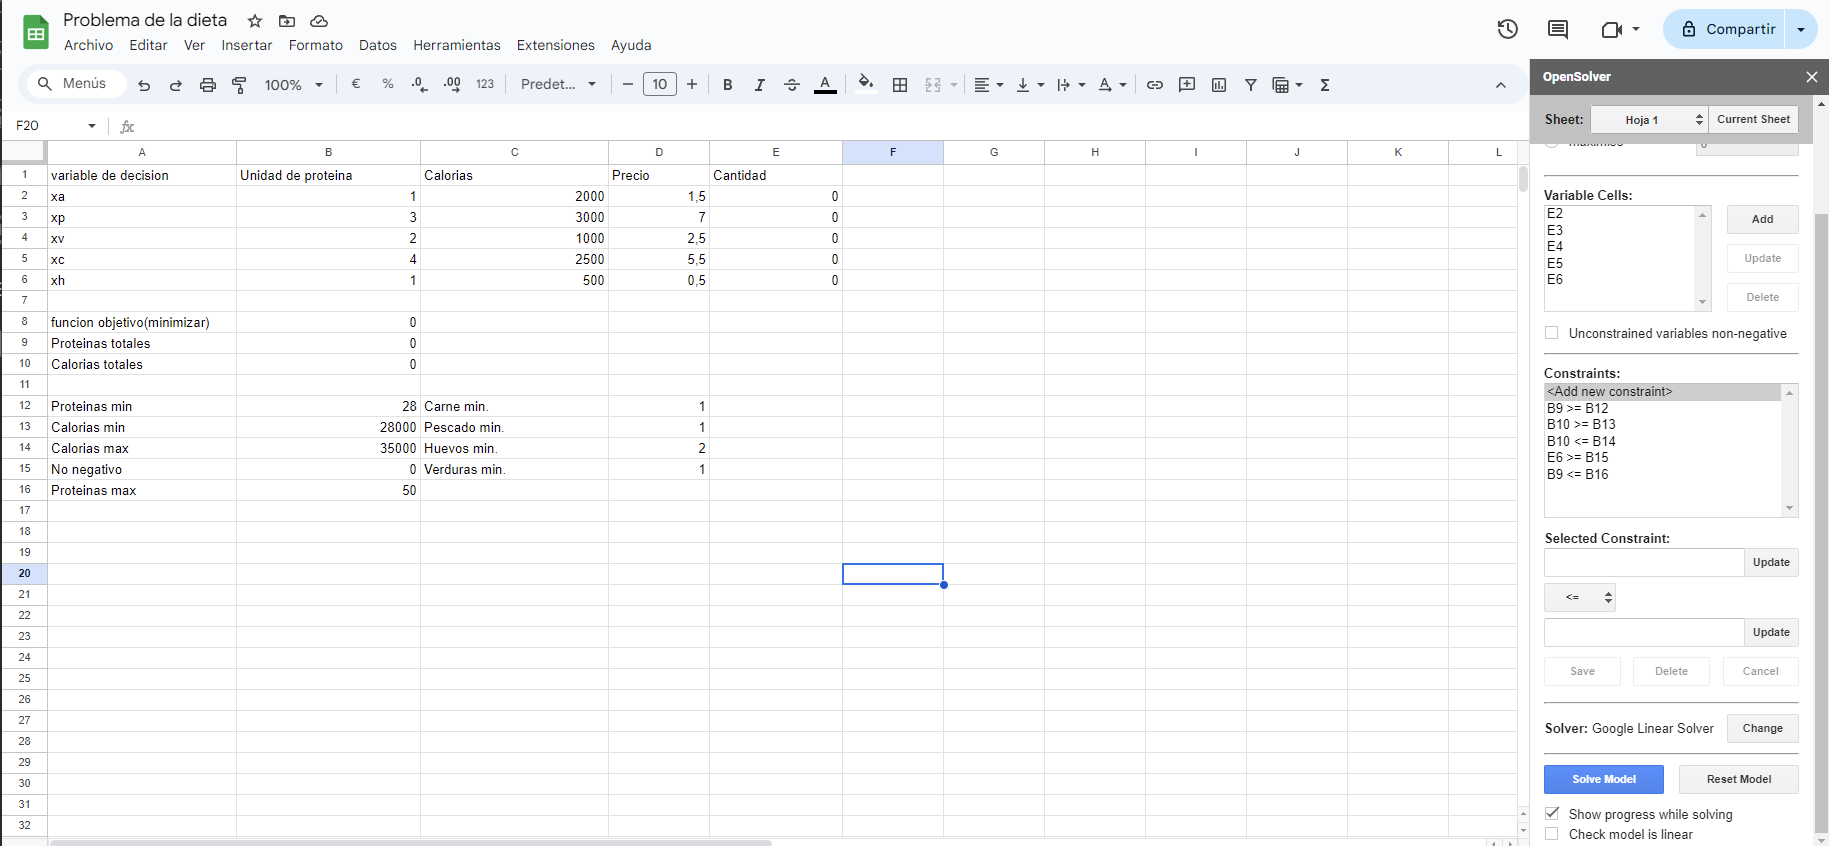 Problema de la dieta
Archivo Editar Ver Insertar Formato Datos Herramientas Extensiones Ayuda
Compartir
Menús 100% € % .0 .00 123 Predet... 10 B I A Σ
F20 fx
OpenSolver
Sheet: Hoja 1 Current Sheet
A B C D E F G H I J K L
1 variable de decision Unidad de proteina Calorias Precio Cantidad
2 xa 1 2000 1,5 0
3 xp 3 3000 7 0
4 xv 2 1000 2,5 0
5 xc 4 2500 5,5 0
6 xh 1 500 0,5 0
7
8 funcion objetivo(minimizar) 0
9 Proteinas totales 0
10 Calorias totales 0
11
12 Proteinas min 28 Carne min. 1
13 Calorias min 28000 Pescado min. 1
14 Calorias max 35000 Huevos min. 2
15 No negativo 0 Verduras min. 1
16 Proteinas max 50
17
18
19
20
21
22
23
24
25
26
27
28
29
30
31
32
Variable Cells:
E2
E3
E4
E5
E6
Add
Update
Delete
Unconstrained variables non-negative
Constraints:
<Add new constraint>
B9 >= B12
B10 >= B13
B10 <= B14
E6 >= B15
B9 <= B16
Selected Constraint:
Update
<=
Update
Save Delete Cancel
Solver: Google Linear Solver Change
Solve Model Reset Model
Show progress while solving
Check model is linear